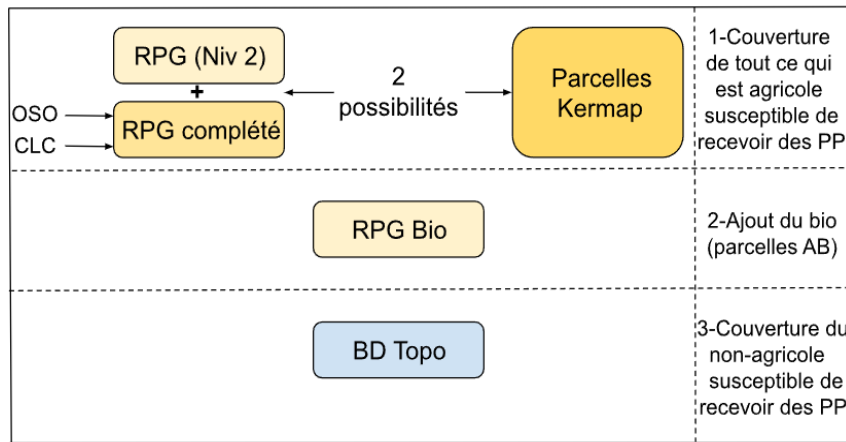 RPG (Niv 2)
+
OSO
CLC
RPG complété
2
possibilités
Parcelles
Kermap
1-Couverture
de tout ce qui
est agricole
susceptible de
recevoir des PP
RPG Bio
2-Ajout du bio
(parcelles AB)
BD Topo
3-Couverture du
non-agricole
susceptible de
recevoir des PP